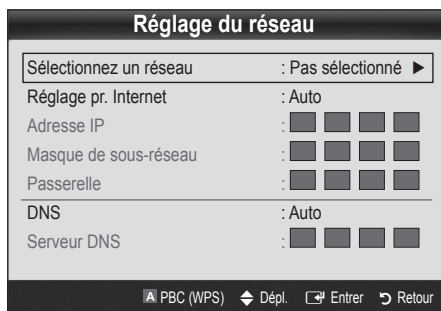 Réglage du réseau
Sélectionnez un réseau : Pas sélectionné ►
Réglage pr. Internet : Auto
Adresse IP :
Masque de sous-réseau :
Passerelle :
DNS : Auto
Serveur DNS :
A PBC (WPS) Dépl. Entrer Retour